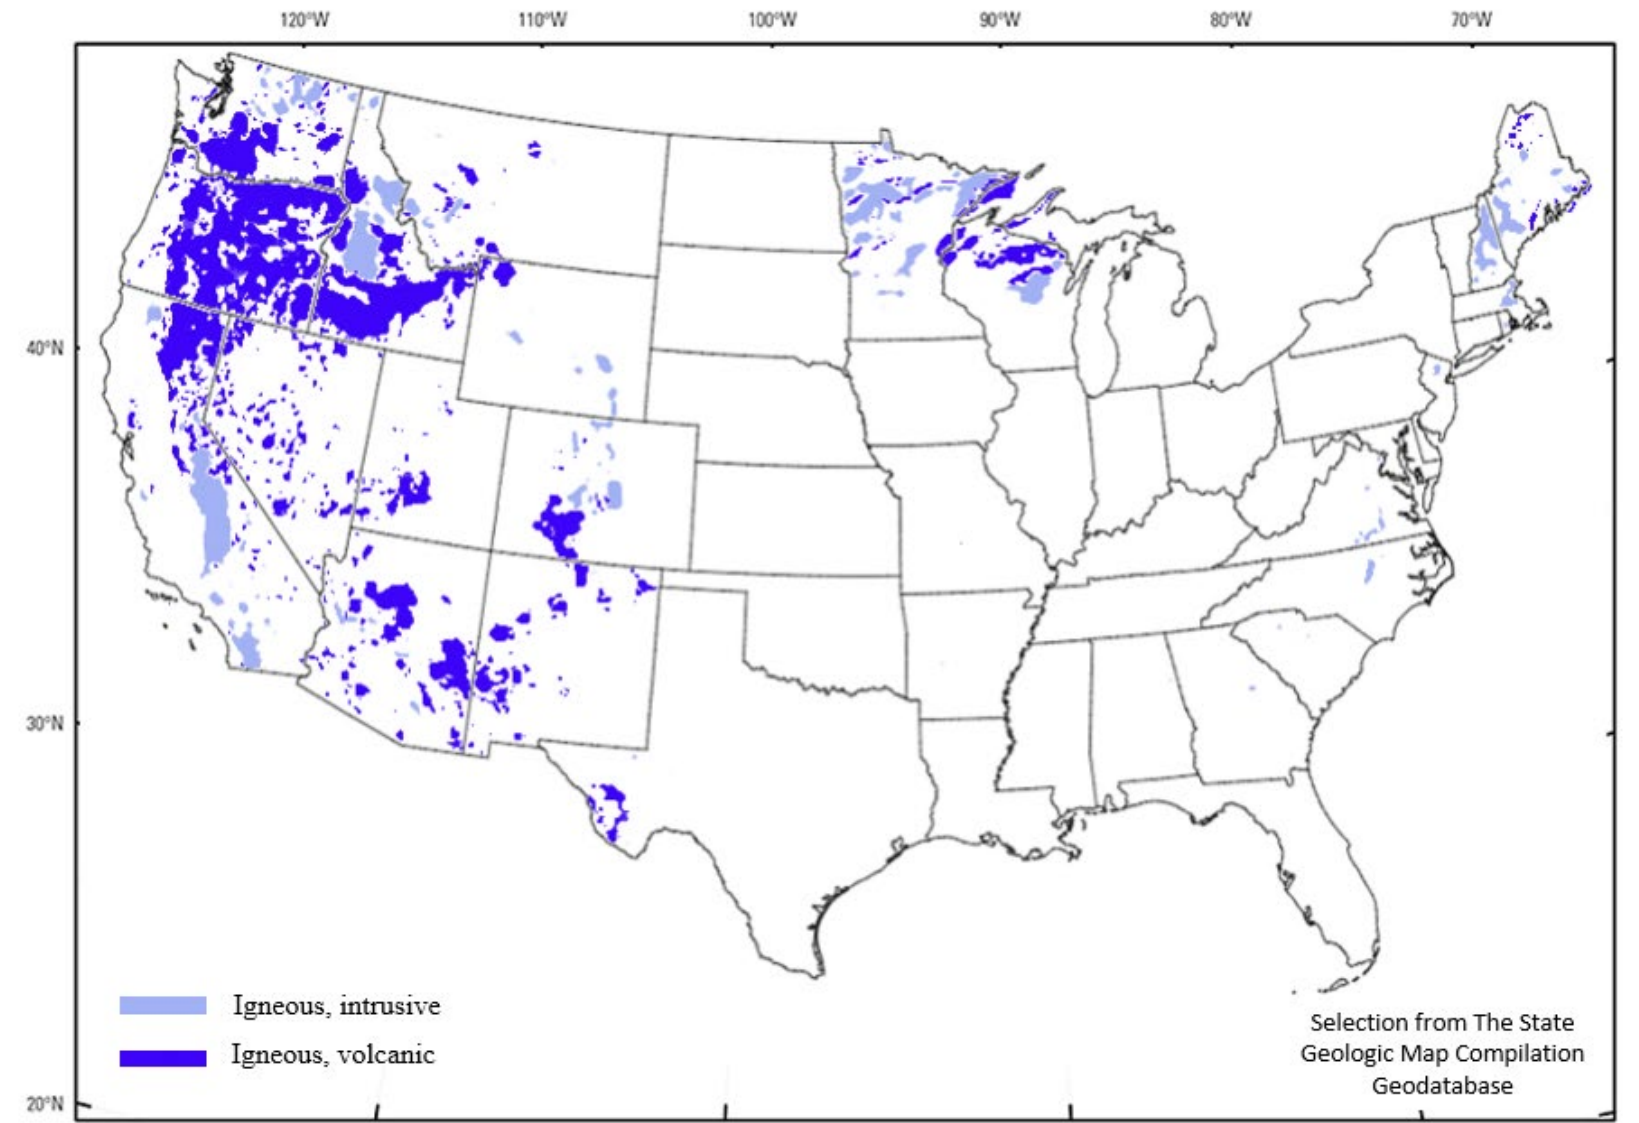 120°W 110°W 100°W 90°W 80°W 70°W
40°N
30°N
20°N
Igneous, intrusive
Igneous, volcanic
Selection from The State
Geologic Map Compilation
Geodatabase